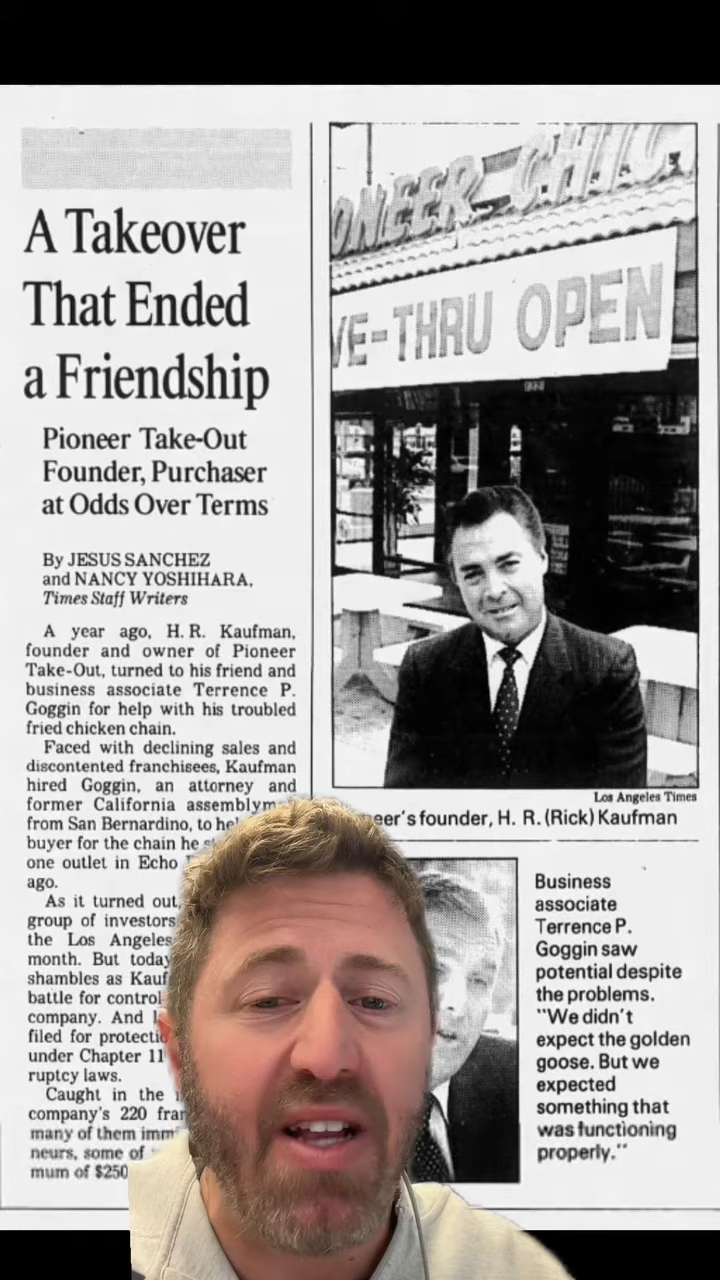 A Takeover
That Ended
a Friendship
Pioneer Take-Out
Founder, Purchaser
at Odds Over Terms
By JESUS SANCHEZ
and NANCY YOSHIHARA,
Times Staff Writers
A year ago, H. R. Kaufman,
founder and owner of Pioneer
Take-Out, turned to his friend and
business associate Terrence P.
Goggin for help with his troubled
fried chicken chain.
Faced with declining sales and
discontented franchisees, Kaufman
hired Goggin, an attorney and
former California
from San Bernardino, to
buyer for the chain he
one outlet in Echo
ago.
As it turned out,
group of investors
the Los Angeles
month. But today
shambles as
battle for control
company. And
filed for
under Chapter 11
ruptcy laws.
Caught in the
company's 220
many of them
neurs, some of
mum of $250
ONEER CHIC
VE-THRU OPEN
Los Angeles Times
eer's founder, H. R. (Rick) Kaufman
Business
associate
Terrence P.
Goggin saw
potential despite
the problems.
"We didn't
expect the golden
goose. But we
expected
something that
was functioning
properly."